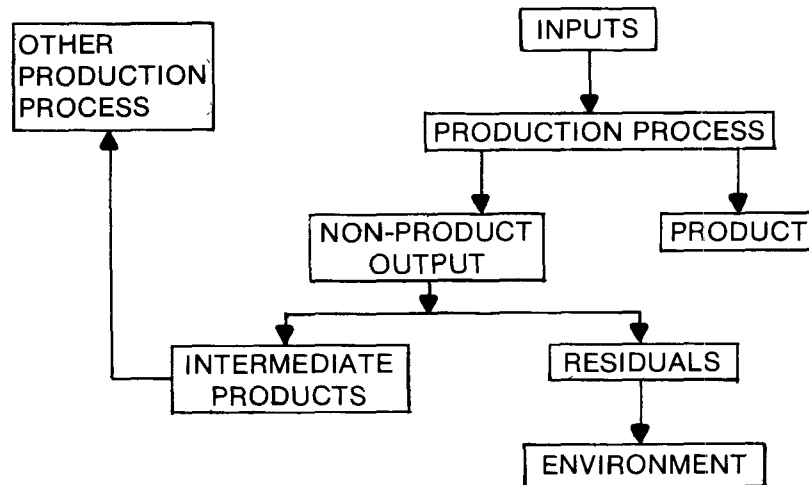 INPUTS
OTHER
PRODUCTION
PROCESS
PRODUCTION PROCESS
NON-PRODUCT
OUTPUT
PRODUCT
INTERMEDIATE
PRODUCTS
RESIDUALS
ENVIRONMENT